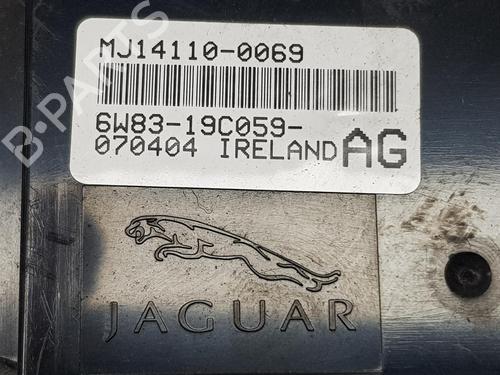 MJ14110-0069
6W83-19C059-
070404 IRELAND AG
JAGUAR
B-PARTS